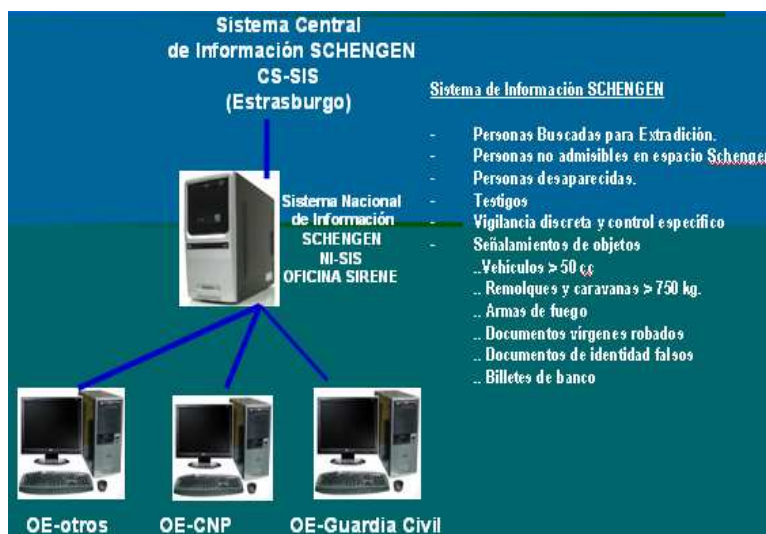 Sistema Central
de Información SCHENGEN
CS-SIS
(Estrasburgo)
Sistema de Información SCHENGEN
- Personas Buscadas para Extradición.
- Personas no admisibles en espacio Schengen
- Personas desaparecidas.
- Testigos
- Vigilancia discreta y control específico
- Señalamientos de objetos
..Vehículos > 50 cc
.. Remolques y caravanas > 750 kg.
.. Armas de fuego
.. Documentos vírgenes robados
.. Documentos de identidad falsos
.. Billetes de banco
Sistema Nacional
de Información
SCHENGEN
NI-SIS
OFICINA SIRENE
OE-otros
OE-CNP
OE-Guardia Civil